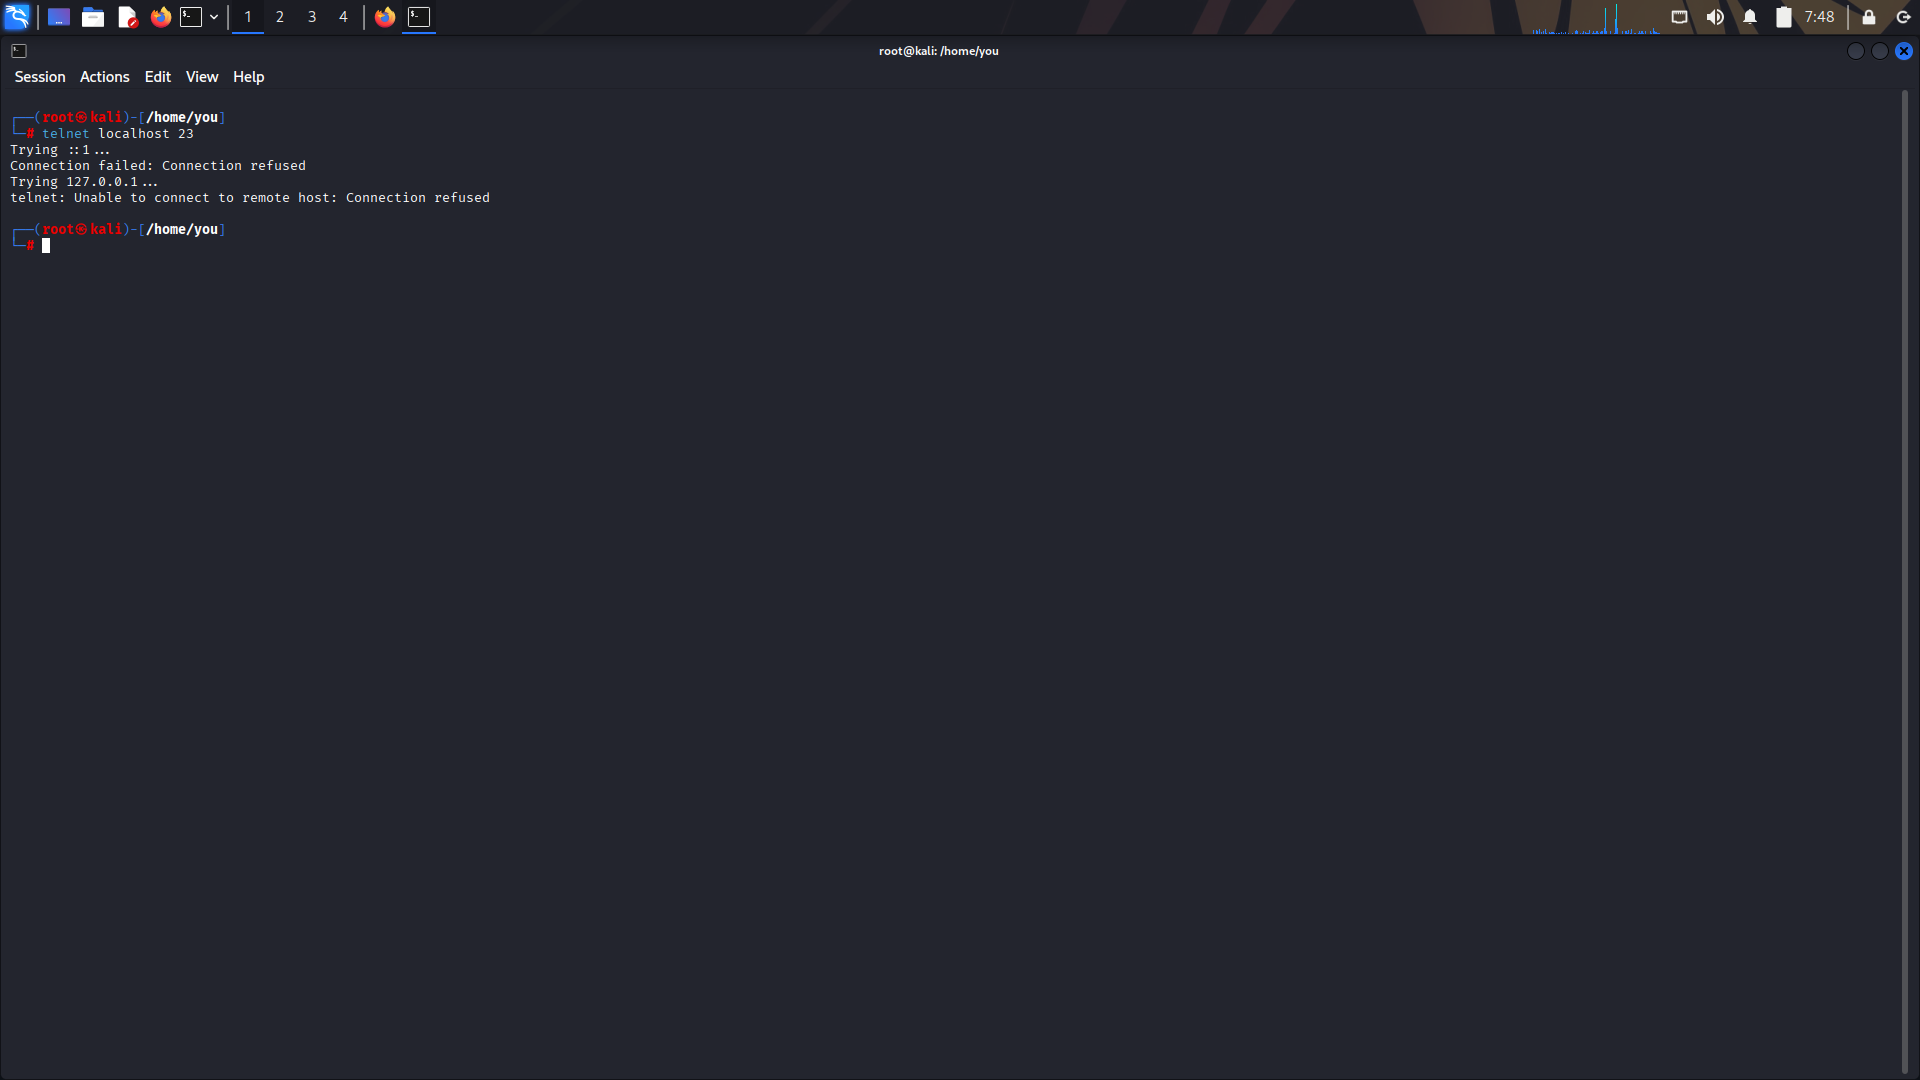 1 2 3 4 7:48
root@kali: /home/you
Session Actions Edit View Help
┌──(root㉿kali)-[/home/you]
└─# telnet localhost 23
Trying ::1...
Connection failed: Connection refused
Trying 127.0.0.1...
telnet: Unable to connect to remote host: Connection refused
┌──(root㉿kali)-[/home/you]
└─#